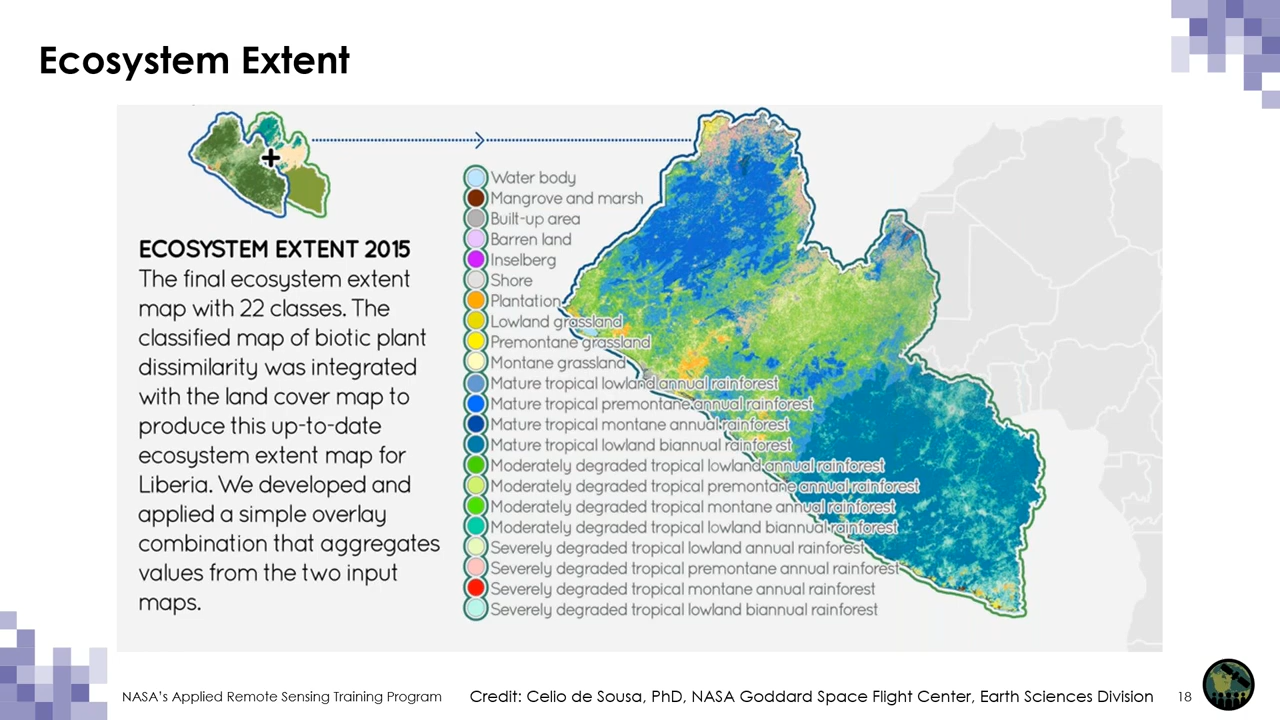 Ecosystem Extent
ECOSYSTEM EXTENT 2015
The final ecosystem extent
map with 22 classes. The
classified map of biotic plant
dissimilarity was integrated
with the land cover map to
produce this up-to-date
ecosystem extent map for
Liberia. We developed and
applied a simple overlay
combination that aggregates
values from the two input
maps.
Water body
Mangrove and marsh
Built-up area
Barren land
Inselberg
Shore
Plantation
Lowland grassland
Premontane grassland
Montane grassland
Mature tropical lowland annual rainforest
Mature tropical premontane annual rainforest
Mature tropical montane annual rainforest
Mature tropical lowland biannual rainforest
Moderately degraded tropical lowland annual rainforest
Moderately degraded tropical premontane annual rainforest
Moderately degraded tropical montane annual rainforest
Moderately degraded tropical lowland biannual rainforest
Severely degraded tropical lowland annual rainforest
Severely degraded tropical premontane annual rainforest
Severely degraded tropical montane annual rainforest
Severely degraded tropical lowland biannual rainforest
NASA's Applied Remote Sensing Training Program
Credit: Celio de Sousa, PhD, NASA Goddard Space Flight Center, Earth Sciences Division
18